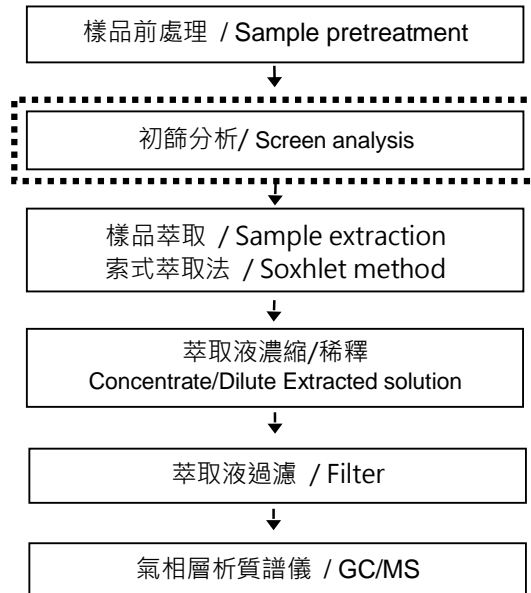 樣品前處理 / Sample pretreatment
初篩分析/ Screen analysis
樣品萃取 / Sample extraction
索式萃取法 / Soxhlet method
萃取液濃縮/稀釋
Concentrate/Dilute Extracted solution
萃取液過濾 / Filter
氣相層析質譜儀 / GC/MS